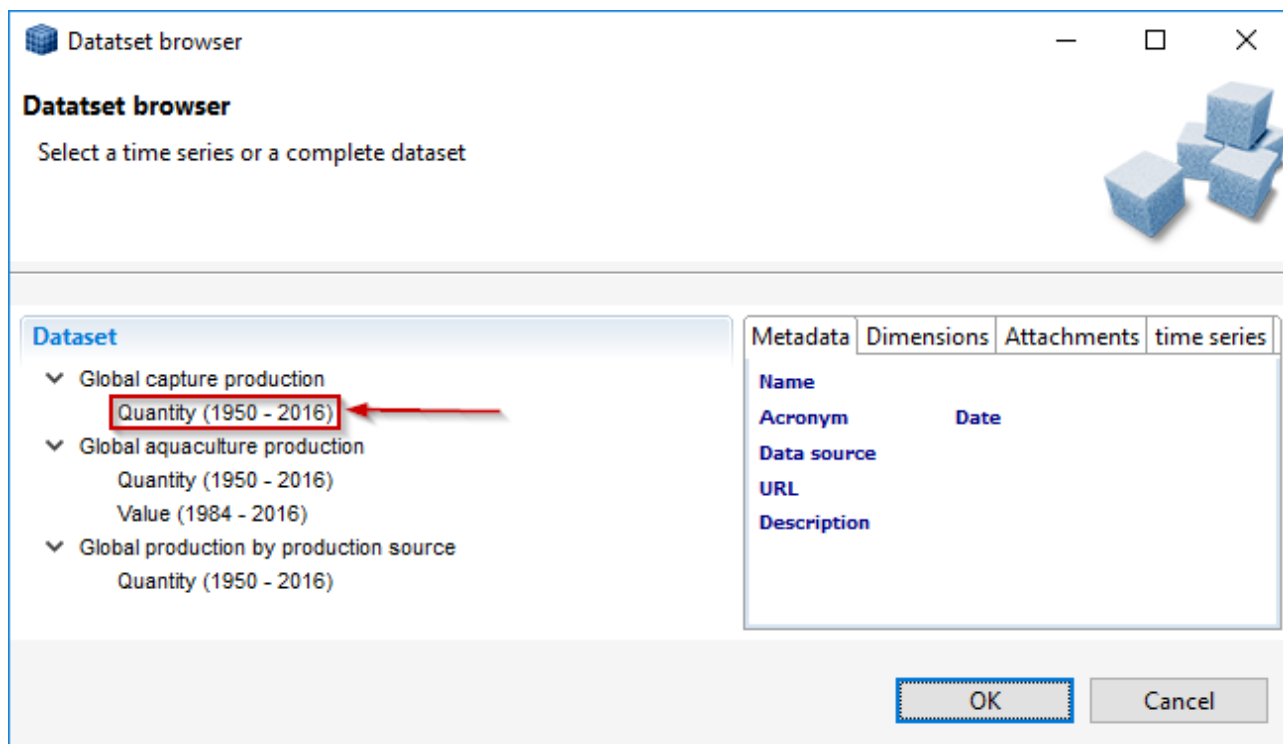 Datatset browser
Datatset browser
Select a time series or a complete dataset
Dataset
Global capture production
Quantity (1950 - 2016)
Global aquaculture production
Quantity (1950 - 2016)
Value (1984 - 2016)
Global production by production source
Quantity (1950 - 2016)
Metadata Dimensions Attachments time series
Name
Acronym Date
Data source
URL
Description
OK Cancel